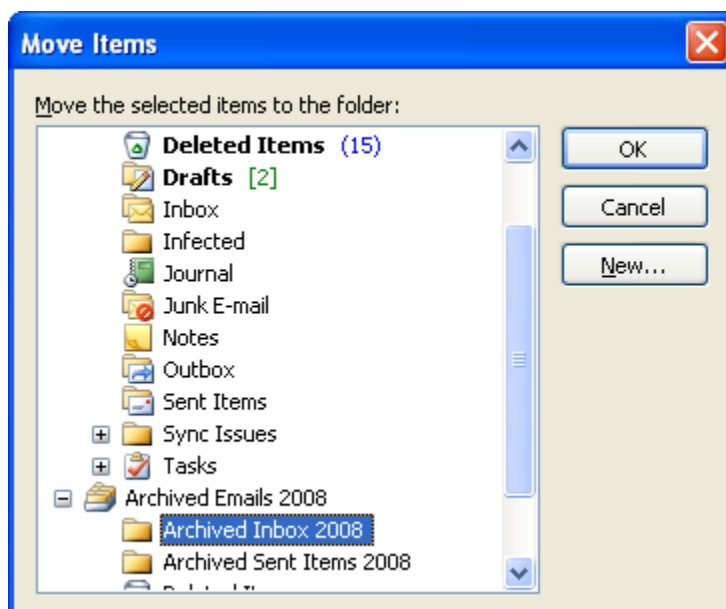 Move Items
Move the selected items to the folder:
Deleted Items (15)
Drafts [2]
Inbox
Infected
Journal
Junk E-mail
Notes
Outbox
Sent Items
Sync Issues
Tasks
Archived Emails 2008
Archived Inbox 2008
Archived Sent Items 2008
OK
Cancel
New...